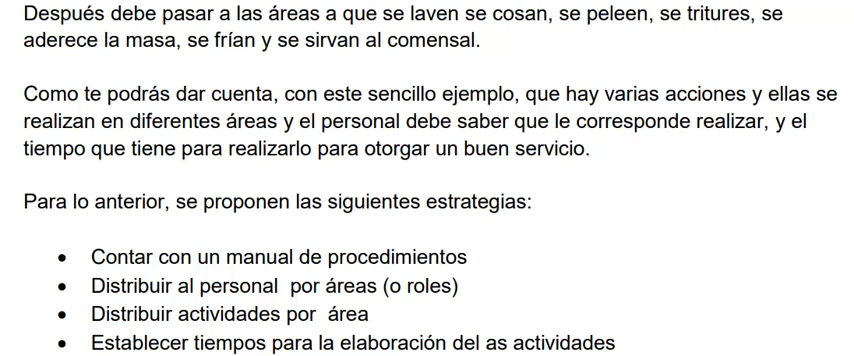 Después debe pasar a las áreas a que se laven se cosan, se peleen, se tritures, se
aderece la masa, se frían y se sirvan al comensal.
Como te podrás dar cuenta, con este sencillo ejemplo, que hay varias acciones y ellas se
realizan en diferentes áreas y el personal debe saber que le corresponde realizar, y el
tiempo que tiene para realizarlo para otorgar un buen servicio.
Para lo anterior, se proponen las siguientes estrategias:
• Contar con un manual de procedimientos
• Distribuir al personal  por áreas (o roles)
• Distribuir actividades por  área
• Establecer tiempos para la elaboración del as actividades